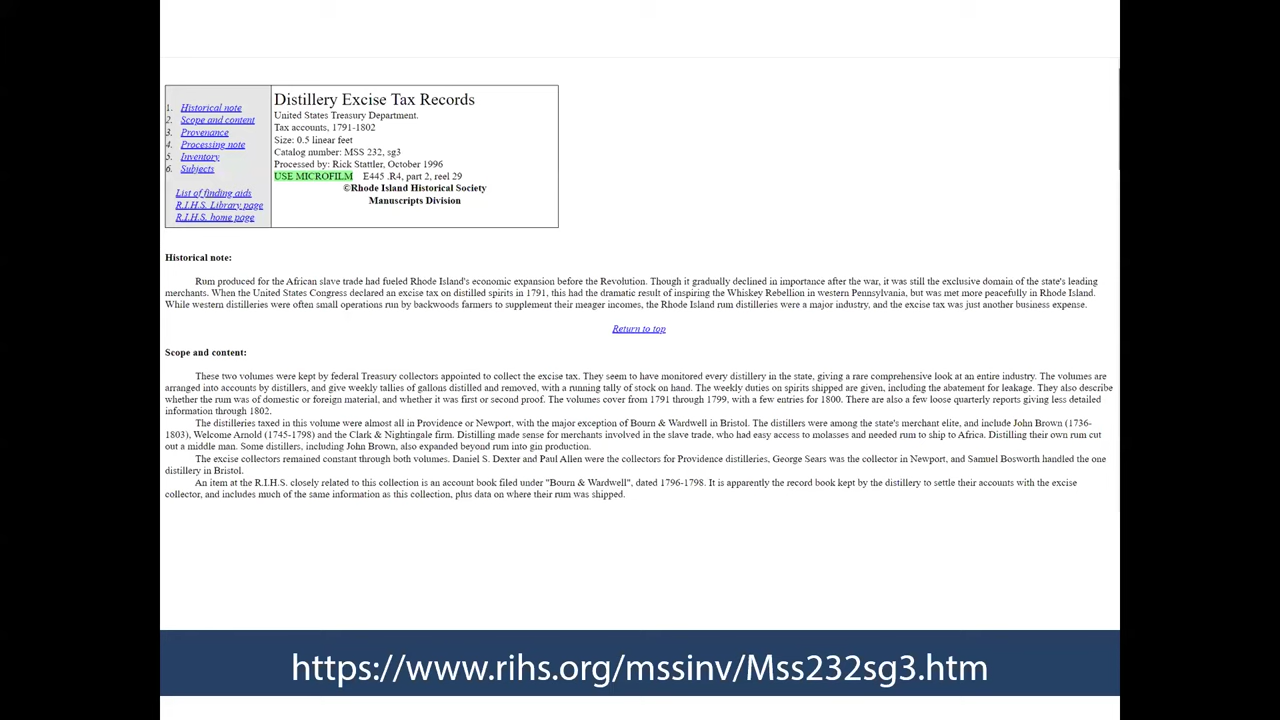 1. Historical note
2. Scope and content
3. Provenance
4. Processing note
5. Inventory
6. Subjects
List of finding aids
R.I.H.S. Library page
R.I.H.S. home page
Distillery Excise Tax Records
United States Treasury Department.
Tax accounts, 1791-1802
Size: 0.5 linear feet
Catalog number: MSS 232, sg3
Processed by: Rick Stattler, October 1996
USE MICROFILM E445 .R4, part 2, reel 29
©Rhode Island Historical Society
Manuscripts Division
Historical note:
Rum produced for the African slave trade had fueled Rhode Island's economic expansion before the Revolution. Though it gradually declined in importance after the war, it was still the exclusive domain of the state's leading
merchants. When the United States Congress declared an excise tax on distilled spirits in 1791, this had the dramatic result of inspiring the Whiskey Rebellion in western Pennsylvania, but was met more peacefully in Rhode Island.
While western distilleries were often small operations run by backwoods farmers to supplement their meager incomes, the Rhode Island rum distilleries were a major industry, and the excise tax was just another business expense.
Return to top
Scope and content:
These two volumes were kept by federal Treasury collectors appointed to collect the excise tax. They seem to have monitored every distillery in the state, giving a rare comprehensive look at an entire industry. The volumes are
arranged into accounts by distillers, and give weekly tallies of gallons distilled and removed, with a running tally of stock on hand. The weekly duties on spirits shipped are given, including the abatement for leakage. They also describe
whether the rum was of domestic or foreign material, and whether it was first or second proof. The volumes cover from 1791 through 1799, with a few entries for 1800. There are also a few loose quarterly reports giving less detailed
information through 1802.
The distilleries taxed in this volume were almost all in Providence or Newport, with the major exception of Bourn & Wardwell in Bristol. The distillers were among the state's merchant elite, and include John Brown (1736-
1803), Welcome Arnold (1745-1798) and the Clark & Nightingale firm. Distilling made sense for merchants involved in the slave trade, who had easy access to molasses and needed rum to ship to Africa. Distilling their own rum cut
out a middle man. Some distillers, including John Brown, also expanded beyond rum into gin production.
The excise collectors remained constant through both volumes. Daniel S. Dexter and Paul Allen were the collectors for Providence distilleries, George Sears was the collector in Newport, and Samuel Bosworth handled the one
distillery in Bristol.
An item at the R.I.H.S. closely related to this collection is an account book filed under "Bourn & Wardwell", dated 1796-1798. It is apparently the record book kept by the distillery to settle their accounts with the excise
collector, and includes much of the same information as this collection, plus data on where their rum was shipped.
https://www.rihs.org/mssinv/Mss232sg3.htm